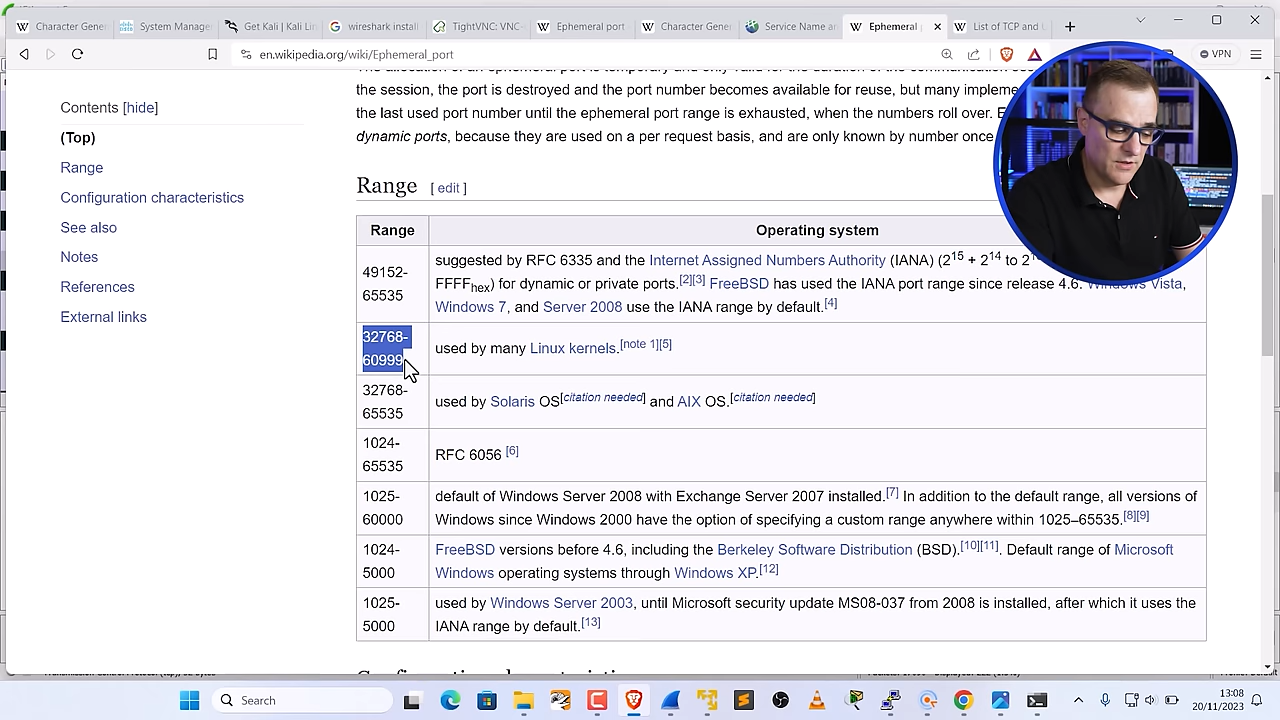 Character Gene
System Manage
Get Kali | Kali Li
wireshark install
TightVNC: VNC-
Ephemeral port
Character Gene
Service Name a
Ephemeral
List of TCP and
en.wikipedia.org/wiki/Ephemeral_port
VPN
the session, the port is destroyed and the port number becomes available for reuse, but many impleme
the last used port number until the ephemeral port range is exhausted, when the numbers roll over. E
dynamic ports, because they are used on a per request basis, and are only known by number once
Contents [hide]
(Top)
Range
Configuration characteristics
See also
Notes
References
External links
Range [ edit ]
Range
Operating system
49152-
65535
suggested by RFC 6335 and the Internet Assigned Numbers Authority (IANA) (2¹⁵ + 2¹⁴ to 2
FFFFhex) for dynamic or private ports.[2][3] FreeBSD has used the IANA port range since release 4.6. Windows Vista,
Windows 7, and Server 2008 use the IANA range by default.[4]
32768-
60999
used by many Linux kernels.[note 1][5]
32768-
65535
used by Solaris OS[citation needed] and AIX OS.[citation needed]
1024-
65535
RFC 6056 [6]
1025-
60000
default of Windows Server 2008 with Exchange Server 2007 installed.[7] In addition to the default range, all versions of
Windows since Windows 2000 have the option of specifying a custom range anywhere within 1025–65535.[8][9]
1024-
5000
FreeBSD versions before 4.6, including the Berkeley Software Distribution (BSD).[10][11]. Default range of Microsoft
Windows operating systems through Windows XP.[12]
1025-
5000
used by Windows Server 2003, until Microsoft security update MS08-037 from 2008 is installed, after which it uses the
IANA range by default.[13]
Search
13:08
20/11/2023